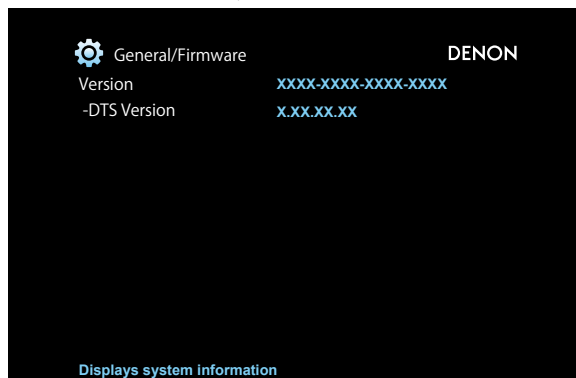 General/Firmware
DENON
Version XXXX-XXXX-XXXX-XXXX
-DTS Version X.XX.XX.XX
Displays system information